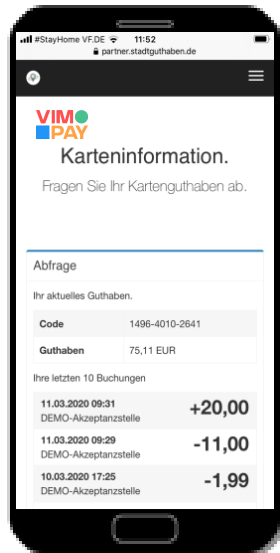 #StayHome VF.DE 11:52
partner.stadtguthaben.de
VIM
PAY
Karteninformation.
Fragen Sie Ihr Kartenguthaben ab.
Abfrage
Ihr aktuelles Guthaben.
Code 1496-4010-2641
Guthaben 75,11 EUR
Ihre letzten 10 Buchungen
11.03.2020 09:31 +20,00
DEMO-Akzeptanzstelle
11.03.2020 09:29 -11,00
DEMO-Akzeptanzstelle
10.03.2020 17:25 -1,99
DEMO-Akzeptanzstelle